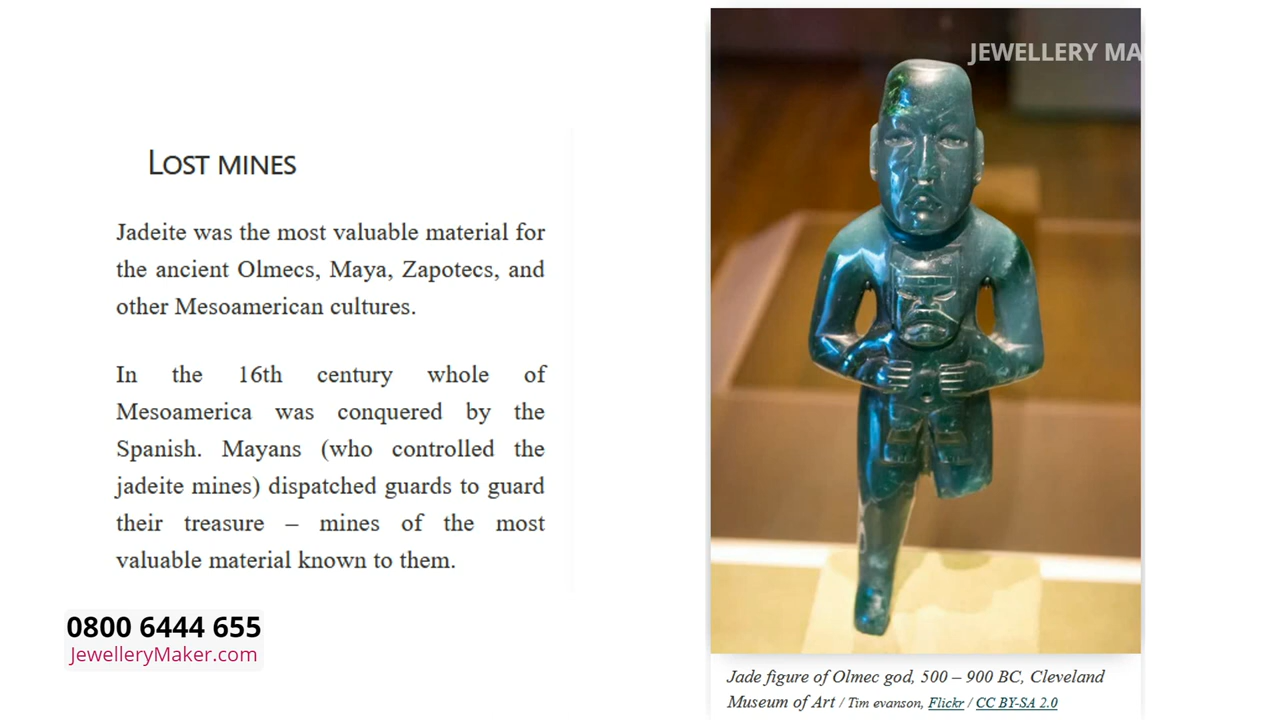 LOST MINES
Jadeite was the most valuable material for
the ancient Olmecs, Maya, Zapotecs, and
other Mesoamerican cultures.
In the 16th century whole of
Mesoamerica was conquered by the
Spanish. Mayans (who controlled the
jadeite mines) dispatched guards to guard
their treasure – mines of the most
valuable material known to them.
0800 6444 655
JewelleryMaker.com
JEWELLERY MA
Jade figure of Olmec god, 500 – 900 BC, Cleveland
Museum of Art / Tim evanson, Flickr / CC BY-SA 2.0